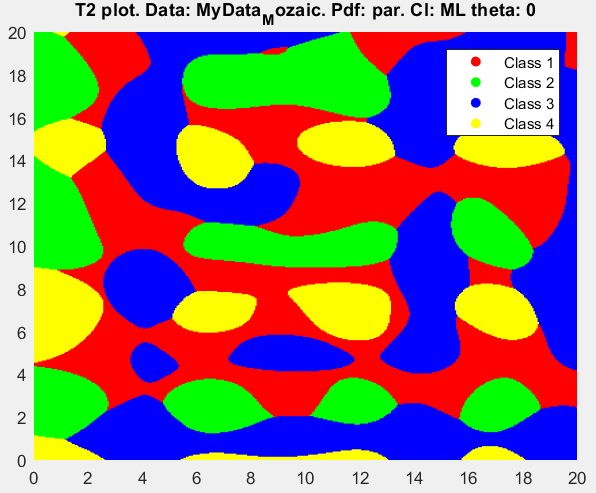 T2 plot. Data: MyData_Mozaic. Pdf: par. Cl: ML theta: 0
Class 1
Class 2
Class 3
Class 4
20
18
16
14
12
10
8
6
4
2
0
0 2 4 6 8 10 12 14 16 18 20